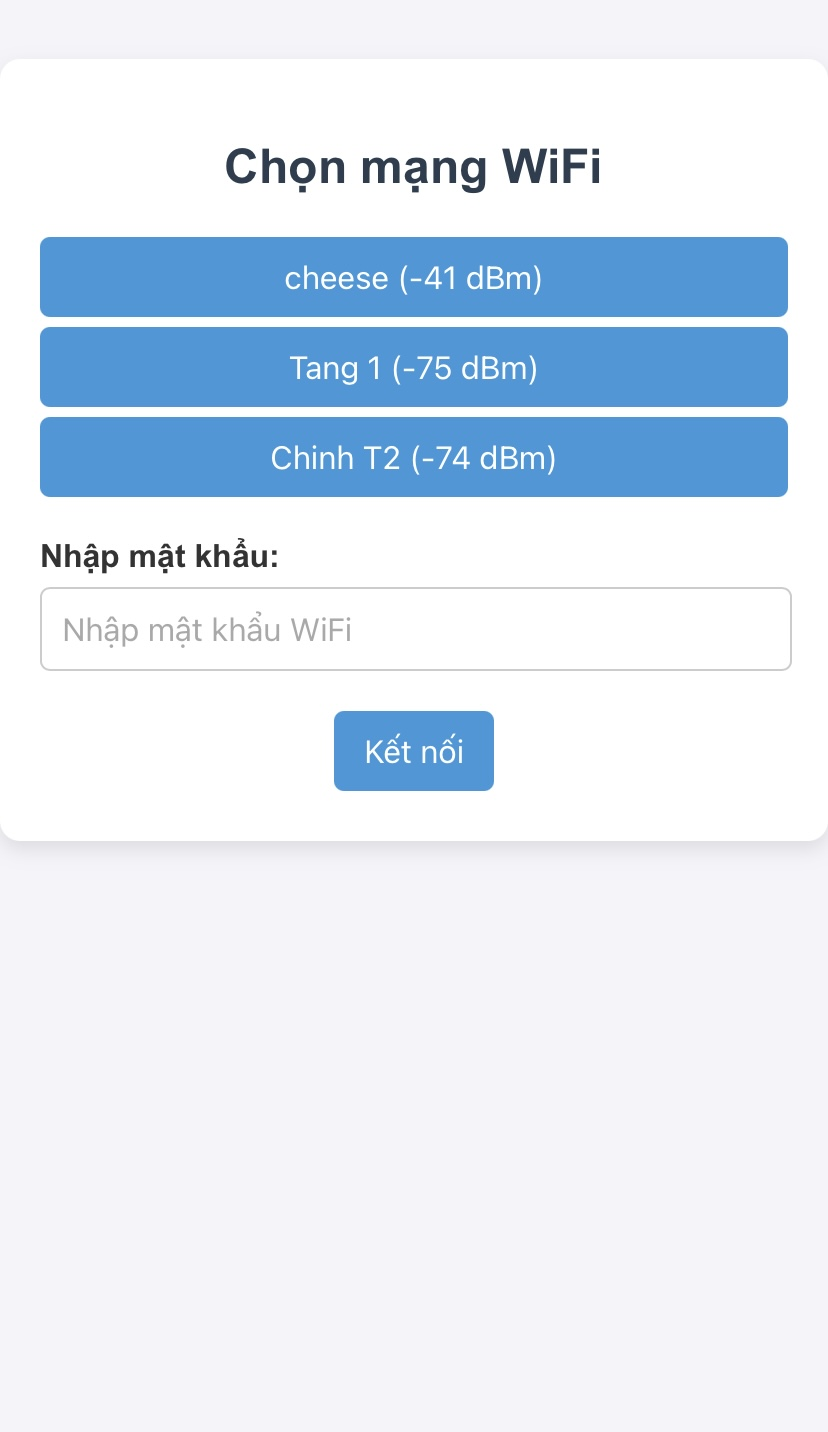 Chọn mạng WiFi
cheese (-41 dBm)
Tang 1 (-75 dBm)
Chinh T2 (-74 dBm)
Nhập mật khẩu:
Nhập mật khẩu WiFi
Kết nối